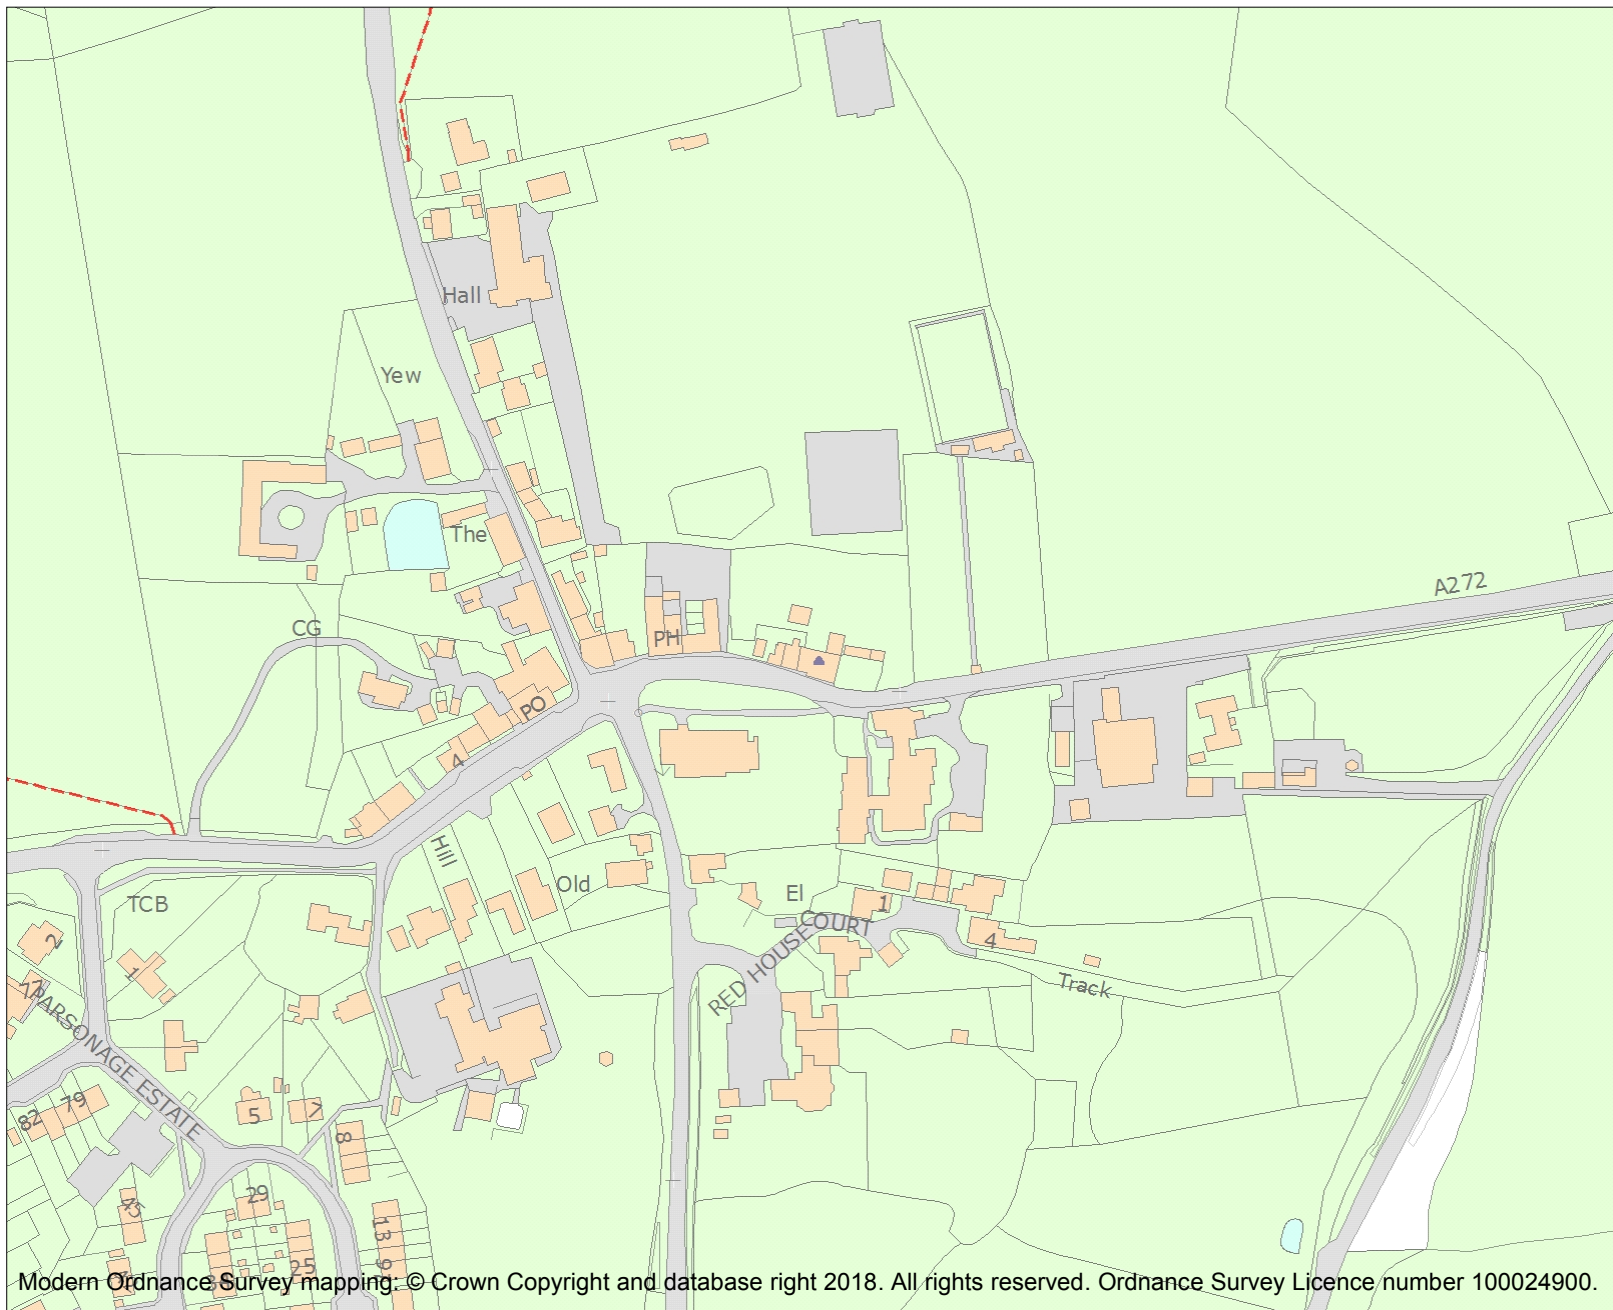 Hall
Yew
The
A272
CG
PH
PO
4
Hill
Old
El
TCB
1
COURT
RED HOUSE
4
Track
2
1
77
PARSONAGE ESTATE
79
82
5
7
8
45
29
13
25
Modern Ordnance Survey mapping: © Crown Copyright and database right 2018. All rights reserved. Ordnance Survey Licence number 100024900.